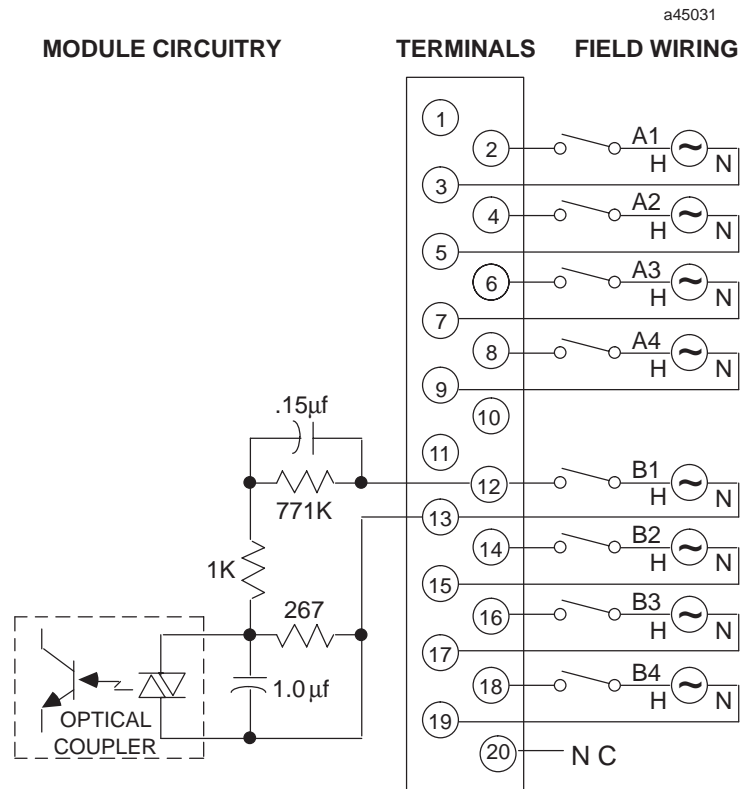 a45031
MODULE CIRCUITRY TERMINALS FIELD WIRING
1
2 A1 H N
3
4 A2 H N
5
6 A3 H N
7
8 A4 H N
9
10
.15µf
11
771K
12 B1 H N
13
14 B2 H N
1K
15
267
16 B3 H N
17
1.0µf
18 B4 H N
OPTICAL
COUPLER
19
20 N C